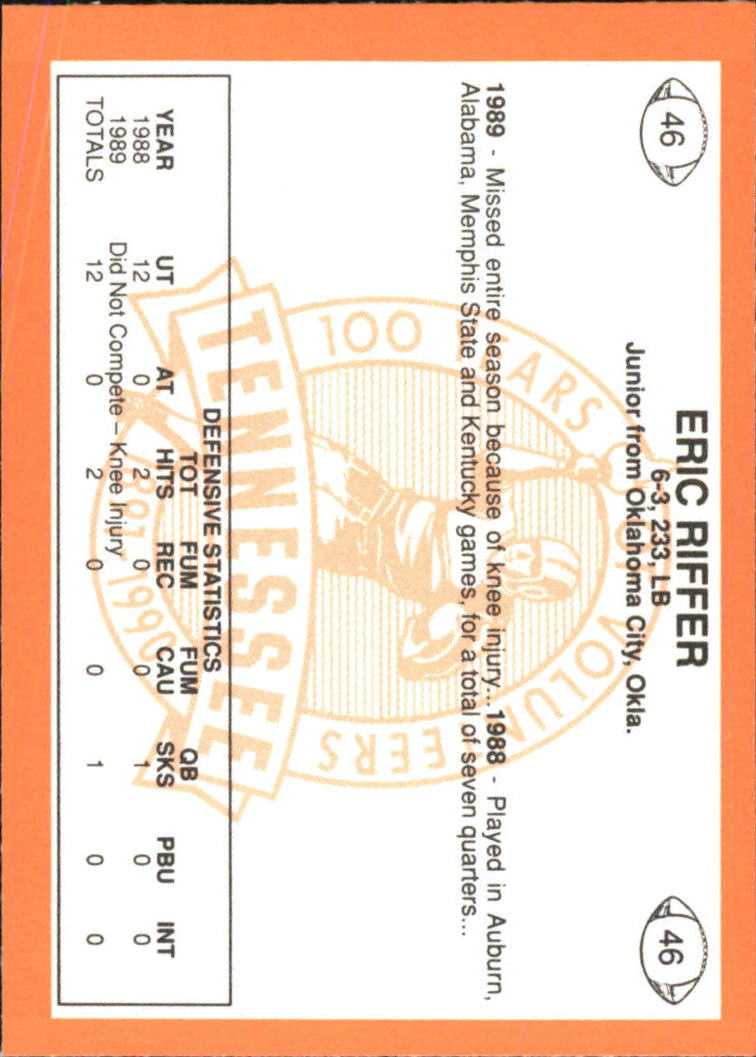 46
ERIC RIFFER
46
6-3, 233, LB
Junior from Oklahoma City, Okla.
1989 - Missed entire season because of knee injury... 1988 - Played in Auburn,
Alabama, Memphis State and Kentucky games, for a total of seven quarters...
100 YEARS
OF
VOLUNTEERS
TENNESSEE
1891-1990
DEFENSIVE STATISTICS
TOT FUM FUM QB
YEAR UT AT HITS REC CAU SKS PBU INT
1988 12 0 2 0 0 1 0 0
1989 Did Not Compete – Knee Injury
TOTALS 12 0 2 0 0 1 0 0